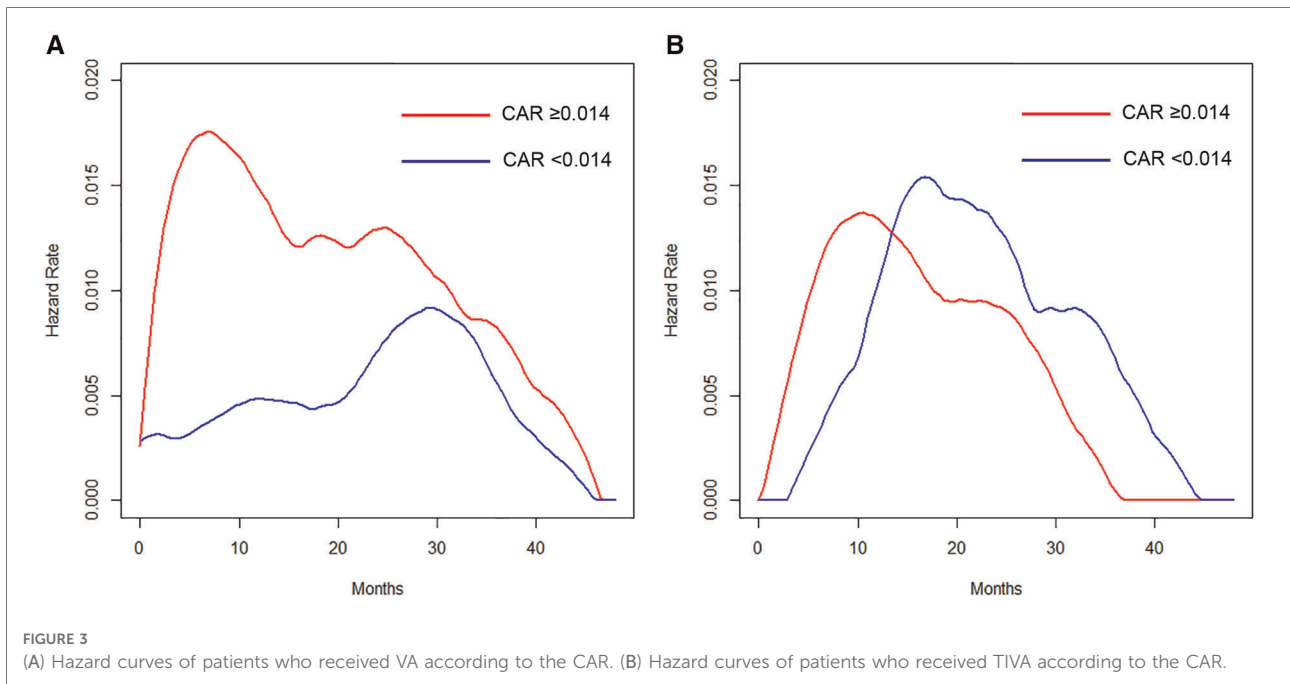 A
0.020
0.015
0.010
0.005
0.000
Hazard Rate
CAR ≥0.014
CAR <0.014
0 10 20 30 40
Months
B
0.020
0.015
0.010
0.005
0.000
Hazard Rate
CAR ≥0.014
CAR <0.014
0 10 20 30 40
Months
FIGURE 3
(A) Hazard curves of patients who received VA according to the CAR. (B) Hazard curves of patients who received TIVA according to the CAR.